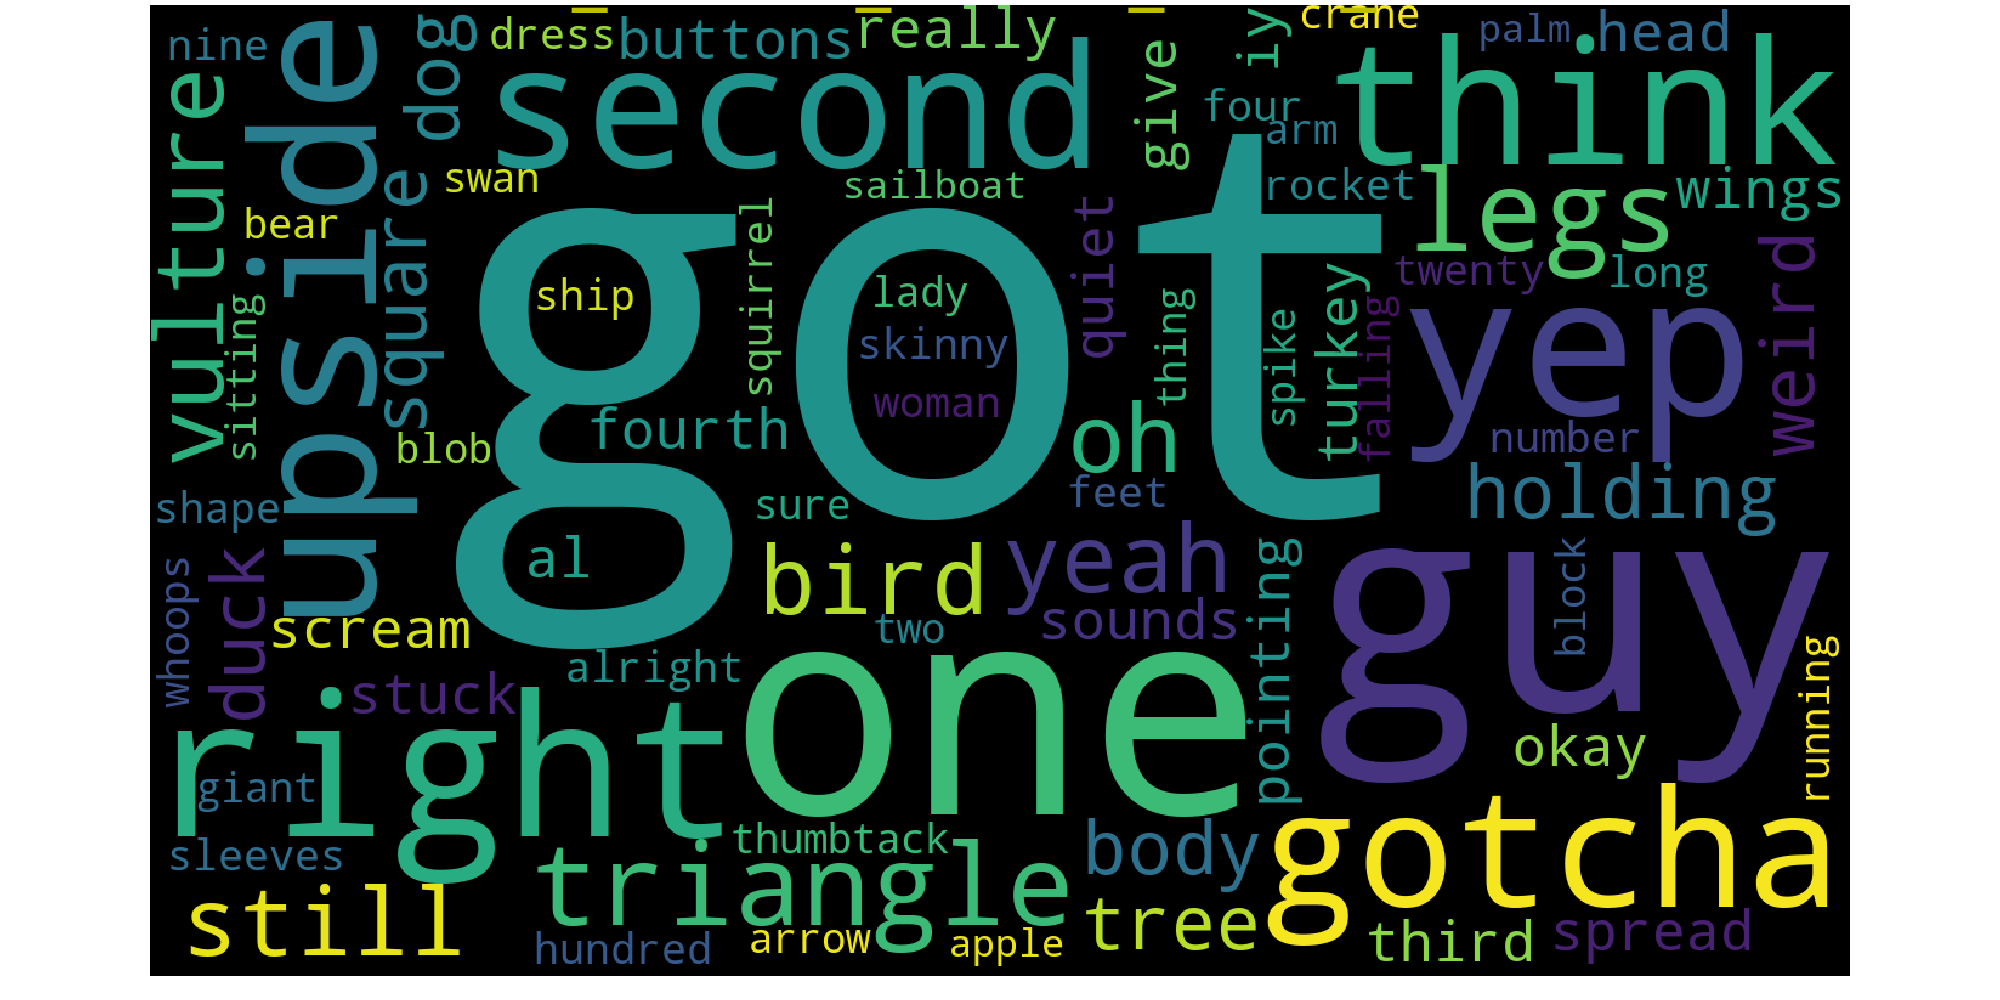 nine
dress
buttons
really
crane
palm
head
iy
dog
second
give
four
arm
think
upside
vulture
swan
sailboat
rocket
legs
wings
bear
square
squirrel
quiet
got
twenty
long
weird
ship
lady
skinny
woman
thing
spike
turkey
falling
yep
sitting
blob
fourth
oh
number
shape
sure
feet
holding
al
bird
yeah
sounds
pointing
guy
block
whoops
duck
scream
two
alright
stuck
right
one
okay
running
giant
sleeves
thumbtack
triangle
body
gotcha
still
hundred
arrow
apple
tree
third
spread